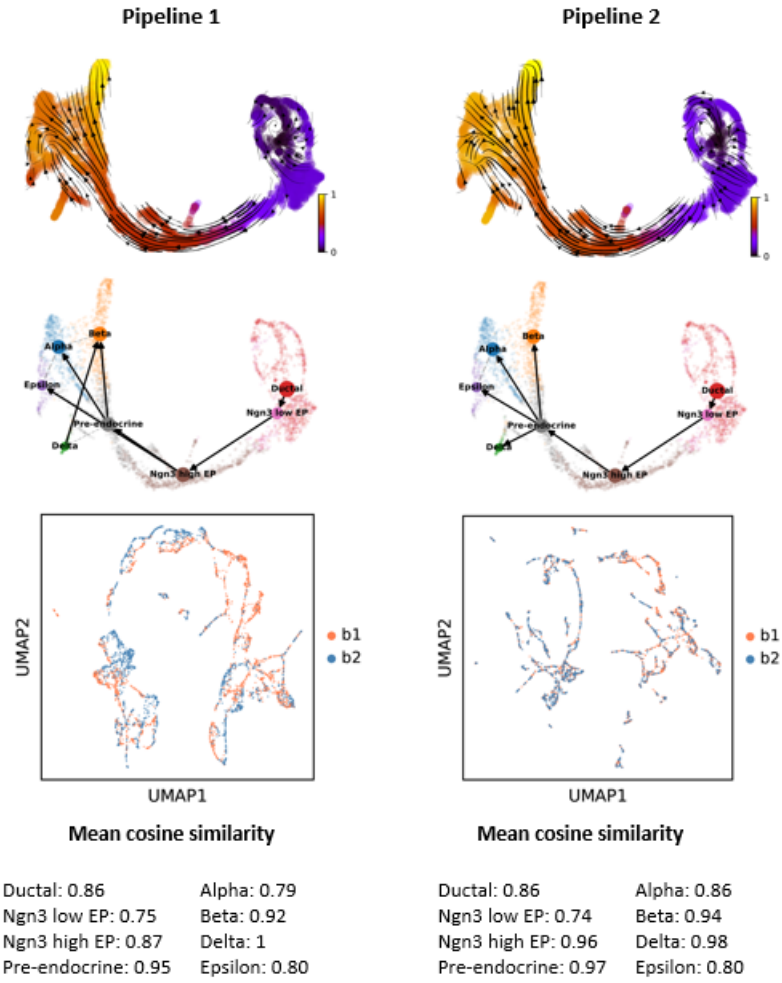 Pipeline 1
Pipeline 2
1
0
1
0
Beta
Alpha
Epsilon
Ductal
Ngn3 low EP
Pre-endocrine
Delta
Ngn3 high EP
Beta
Alpha
Epsilon
Ductal
Ngn3 low EP
Pre-endocrine
Delta
Ngn3 high EP
UMAP2
b1
b2
UMAP1
UMAP2
b1
b2
UMAP1
Mean cosine similarity
Ductal: 0.86 Alpha: 0.79
Ngn3 low EP: 0.75 Beta: 0.92
Ngn3 high EP: 0.87 Delta: 1
Pre-endocrine: 0.95 Epsilon: 0.80
Mean cosine similarity
Ductal: 0.86 Alpha: 0.86
Ngn3 low EP: 0.74 Beta: 0.94
Ngn3 high EP: 0.96 Delta: 0.98
Pre-endocrine: 0.97 Epsilon: 0.80